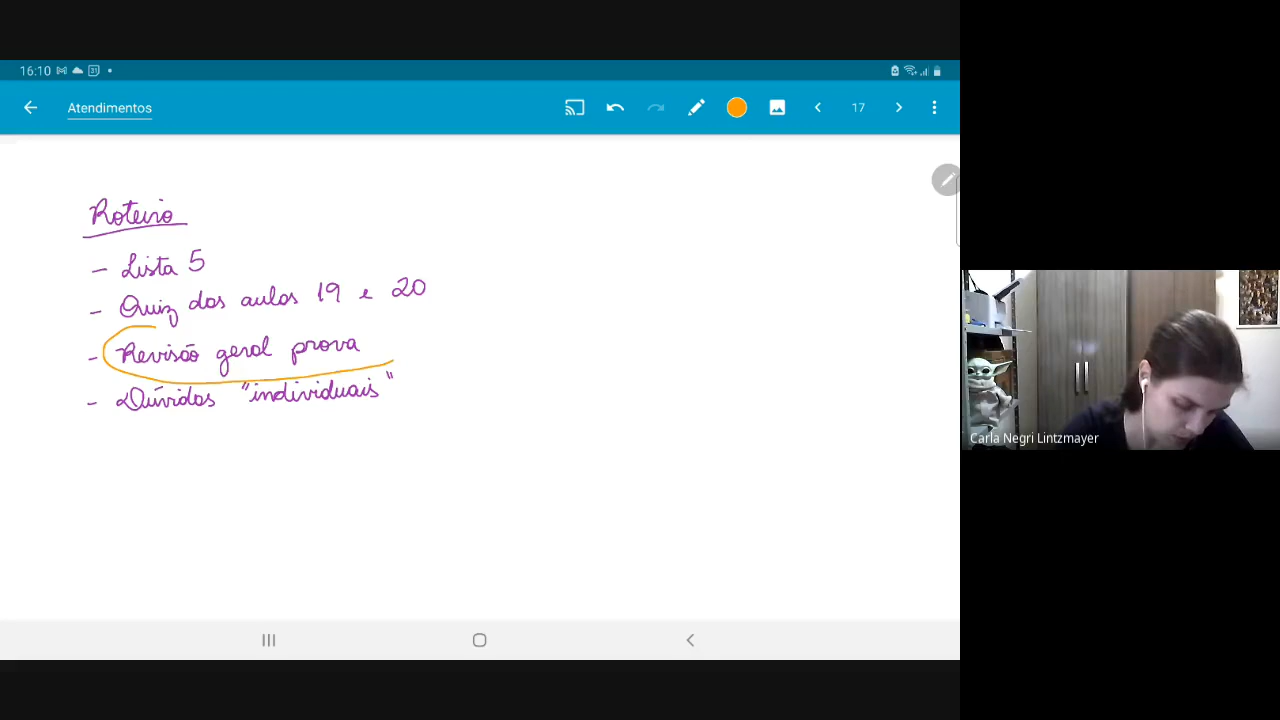 16:10
31
Atendimentos
17
Roteiro
- Lista 5
- Quiz das aulas 19 e 20
- Revisão geral prova
- Dúvidas "individuais"
Carla Negri Lintzmayer